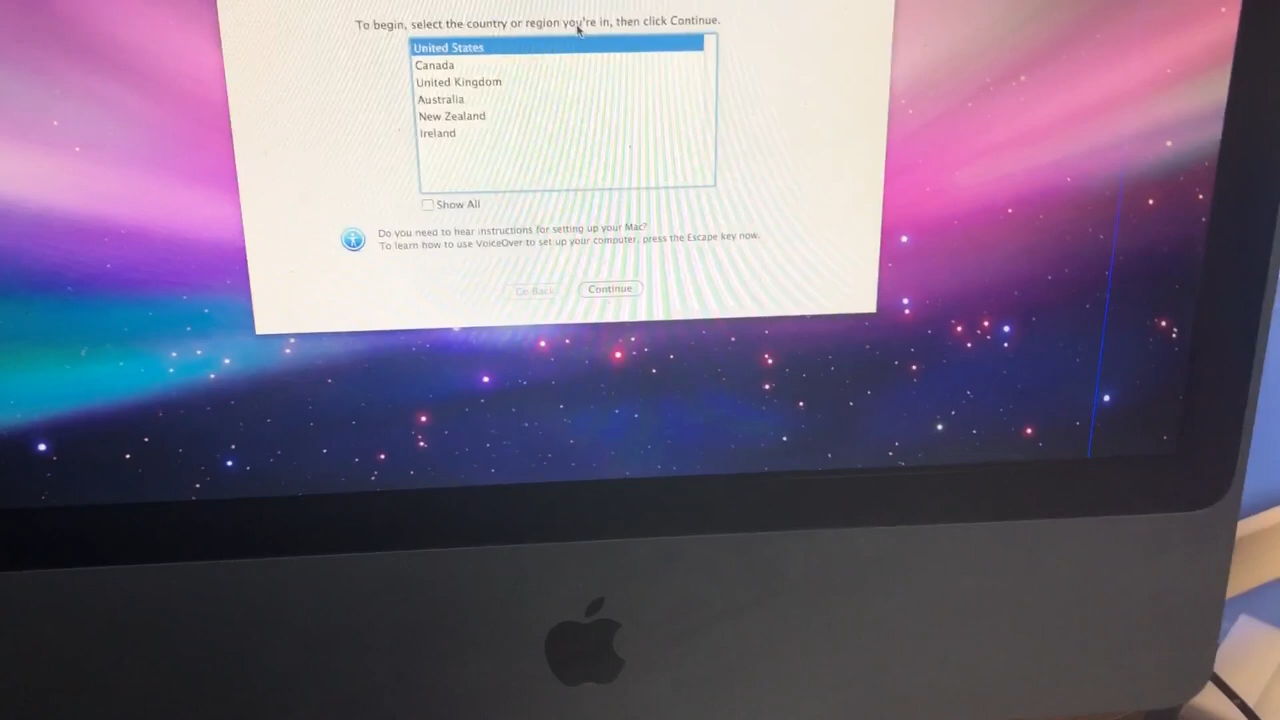 To begin, select the country or region you're in, then click Continue.
United States
Canada
United Kingdom
Australia
New Zealand
Ireland
Show All
Do you need to hear instructions for setting up your Mac?
To learn how to use VoiceOver to set up your computer, press the Escape key now.
Go Back
Continue